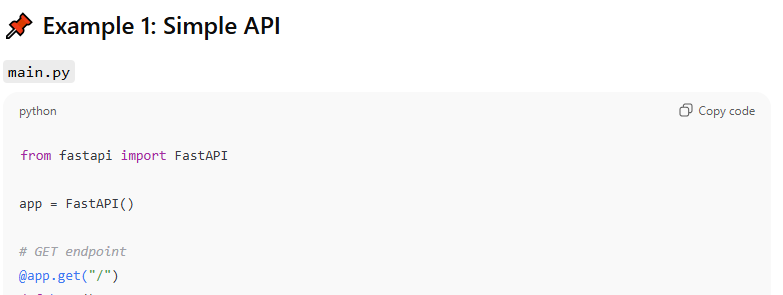 📌 Example 1: Simple API
main.py
python
Copy code
from fastapi import FastAPI
app = FastAPI()
# GET endpoint
@app.get("/")